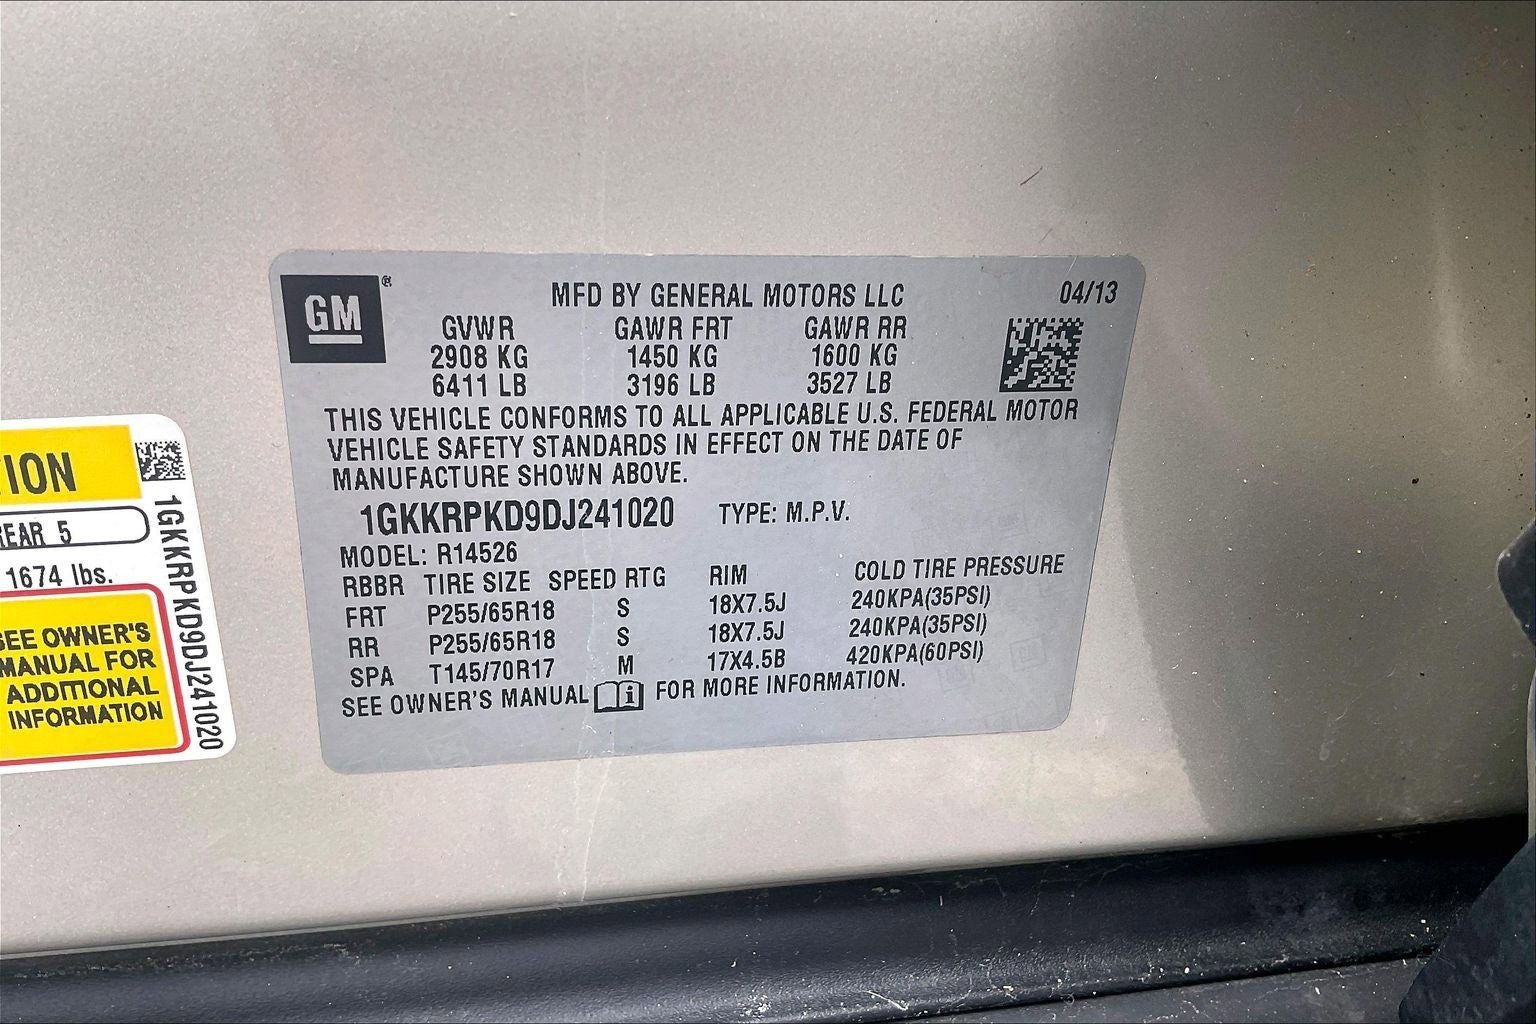 GM®
MFD BY GENERAL MOTORS LLC 04/13
GVWR GAWR FRT GAWR RR
2908 KG 1450 KG 1600 KG
6411 LB 3196 LB 3527 LB
THIS VEHICLE CONFORMS TO ALL APPLICABLE U.S. FEDERAL MOTOR
VEHICLE SAFETY STANDARDS IN EFFECT ON THE DATE OF
MANUFACTURE SHOWN ABOVE.
1GKKRPKD9DJ241020 TYPE: M.P.V.
MODEL: R14526
RBBR TIRE SIZE SPEED RTG RIM COLD TIRE PRESSURE
FRT P255/65R18 S 18X7.5J 240KPA(35PSI)
RR P255/65R18 S 18X7.5J 240KPA(35PSI)
SPA T145/70R17 M 17X4.5B 420KPA(60PSI)
SEE OWNER'S MANUAL i FOR MORE INFORMATION.
TION
REAR 5
1674 lbs.
SEE OWNER'S
MANUAL FOR
ADDITIONAL
INFORMATION
1GKKRPKD9DJ241020